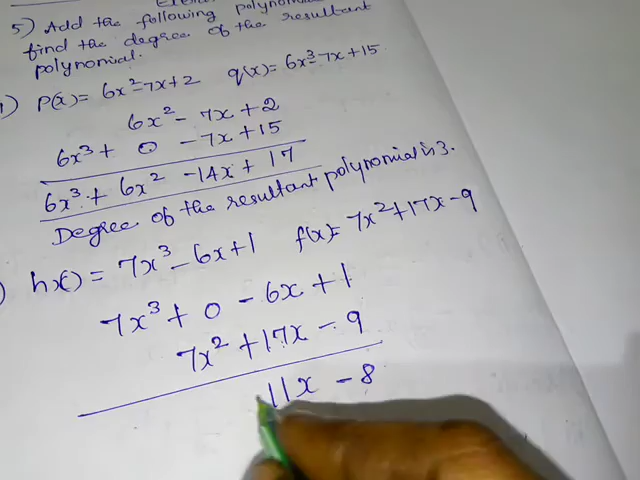 5) Add the following
find the degree of the resultant
polynomial.
p(x) = 6x² - 7x + 2 q(x) = 6x³ - 7x + 15
6x² - 7x + 2
6x³ + 0 - 7x + 15
6x³ + 6x² - 14x + 17
Degree of the resultant polynomial is 3.
h(x) = 7x³ - 6x + 1 f(x) = 7x² + 17x - 9
7x³ + 0 - 6x + 1
7x² + 17x - 9
11x - 8